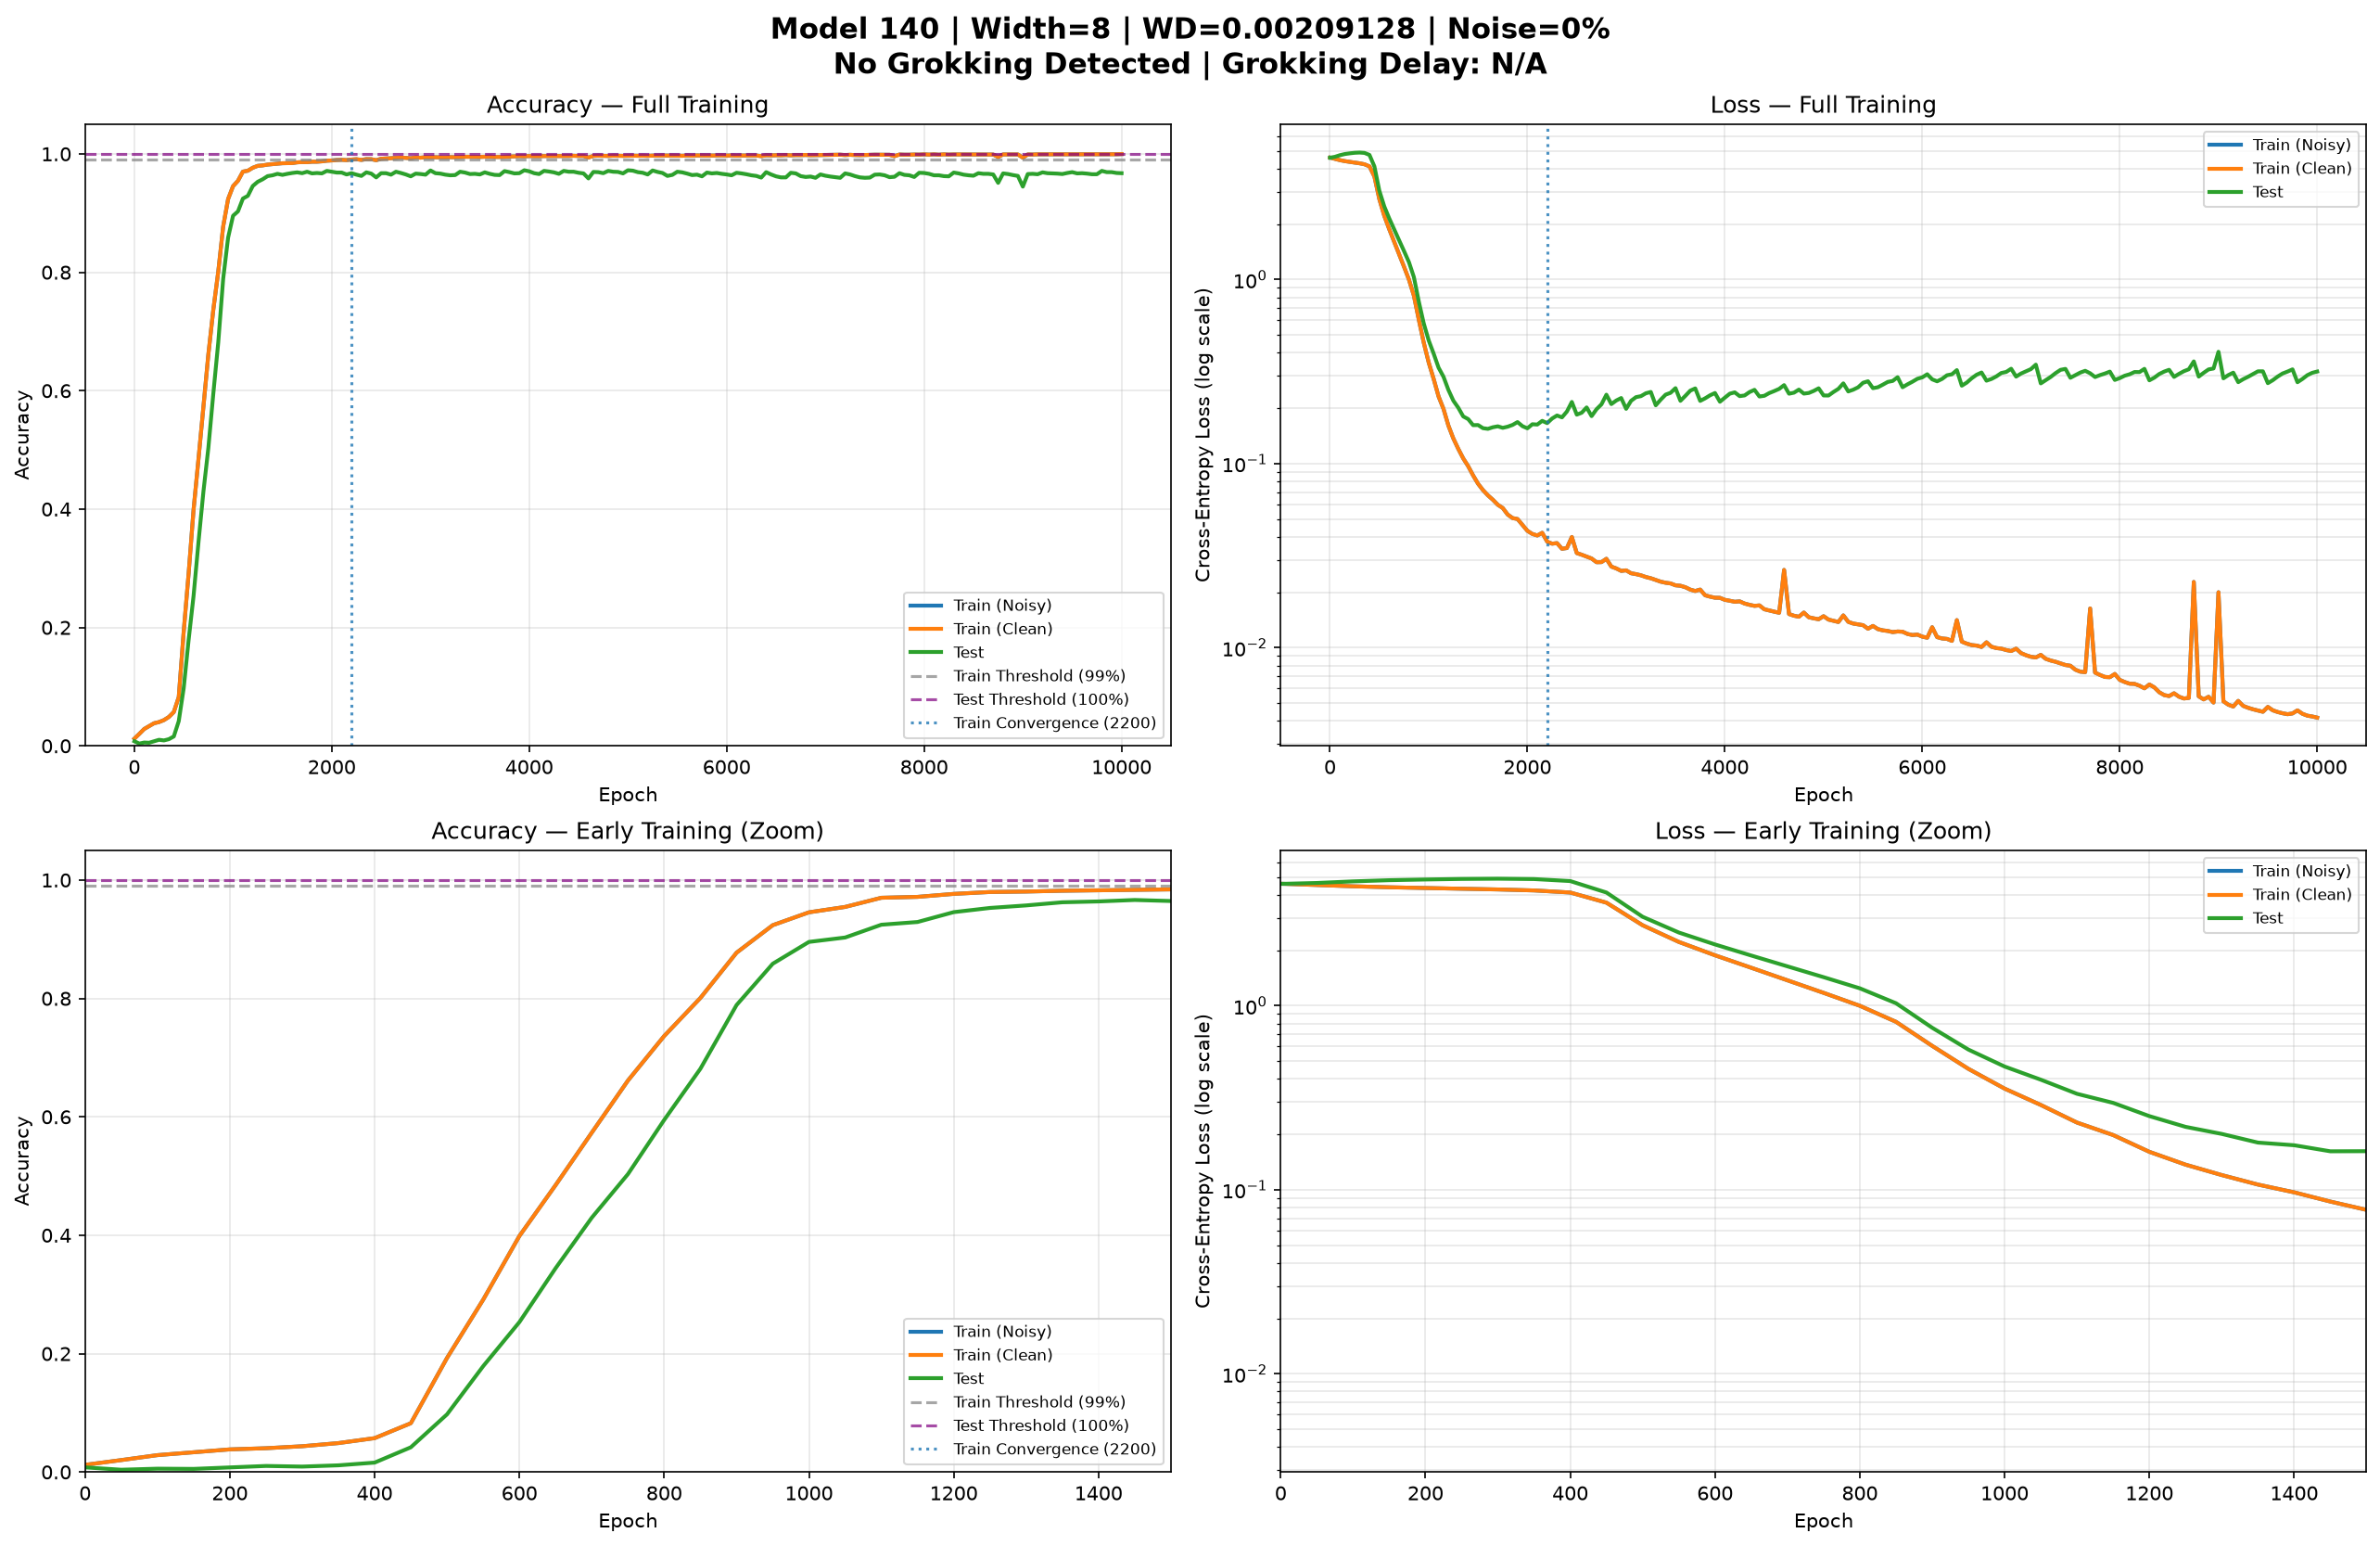 Model 140 | Width=8 | WD=0.00209128 | Noise=0%
No Grokking Detected | Grokking Delay: N/A
Accuracy — Full Training
Accuracy
1.0
0.8
0.6
0.4
0.2
0.0
Train (Noisy)
Train (Clean)
Test
Train Threshold (99%)
Test Threshold (100%)
Train Convergence (2200)
0 2000 4000 6000 8000 10000
Epoch
Loss — Full Training
Cross-Entropy Loss (log scale)
10⁰
10⁻¹
10⁻²
Train (Noisy)
Train (Clean)
Test
0 2000 4000 6000 8000 10000
Epoch
Accuracy — Early Training (Zoom)
Accuracy
1.0
0.8
0.6
0.4
0.2
0.0
Train (Noisy)
Train (Clean)
Test
Train Threshold (99%)
Test Threshold (100%)
Train Convergence (2200)
0 200 400 600 800 1000 1200 1400
Epoch
Loss — Early Training (Zoom)
Cross-Entropy Loss (log scale)
10⁰
10⁻¹
10⁻²
Train (Noisy)
Train (Clean)
Test
0 200 400 600 800 1000 1200 1400
Epoch